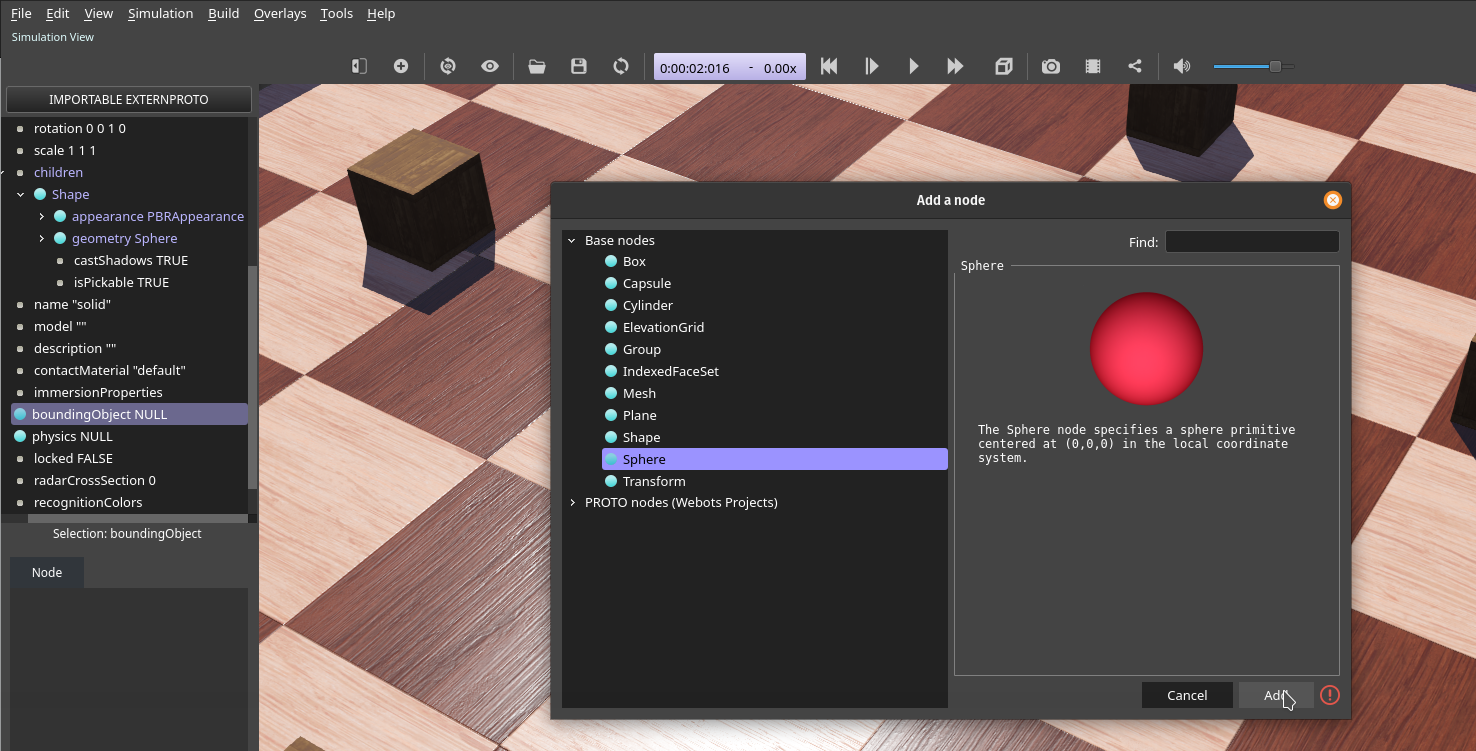 File Edit View Simulation Build Overlays Tools Help
Simulation View
0:00:02:016 - 0.00x
IMPORTABLE EXTERNPROTO
rotation 0 0 1 0
scale 1 1 1
children
Shape
appearance PBRAppearance
geometry Sphere
castShadows TRUE
isPickable TRUE
name "solid"
model ""
description ""
contactMaterial "default"
immersionProperties
boundingObject NULL
physics NULL
locked FALSE
radarCrossSection 0
recognitionColors
Selection: boundingObject
Node
Add a node
Base nodes
Box
Capsule
Cylinder
ElevationGrid
Group
IndexedFaceSet
Mesh
Plane
Shape
Sphere
Transform
PROTO nodes (Webots Projects)
Find:
Sphere
The Sphere node specifies a sphere primitive
centered at (0,0,0) in the local coordinate
system.
Cancel Add